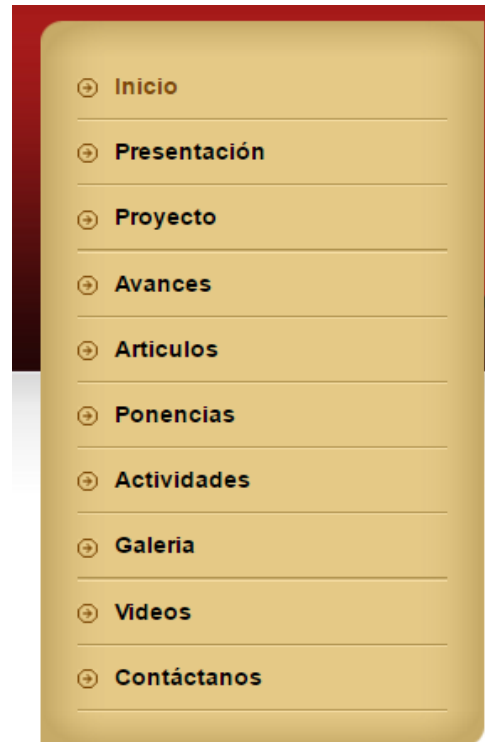 Inicio
Presentación
Proyecto
Avances
Articulos
Ponencias
Actividades
Galeria
Videos
Contáctanos